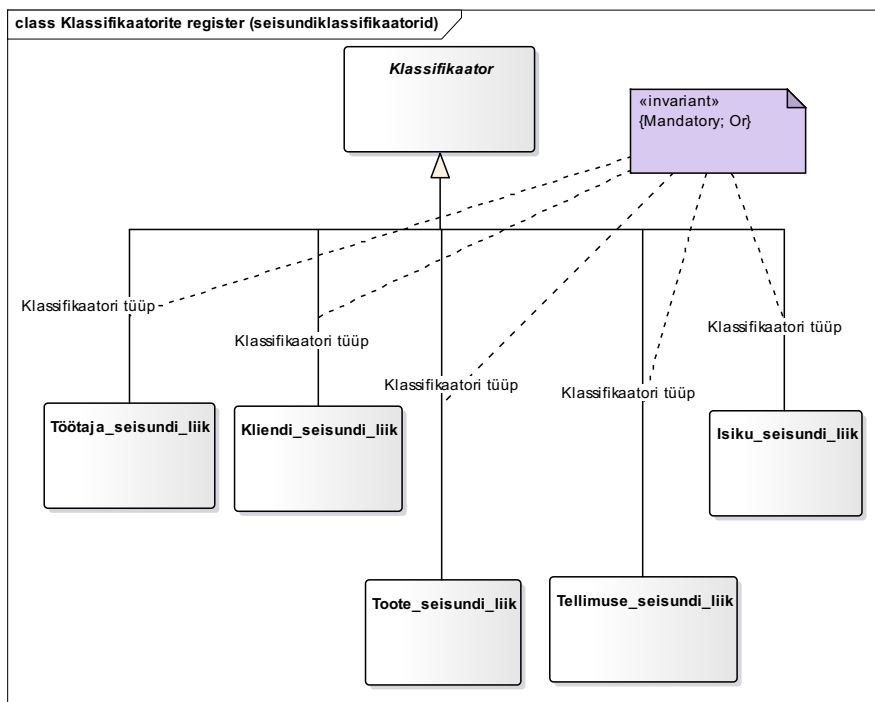 class Klassifikaatorite register (seisundiklassifikaatorid)
Klassifikaator
«invariant»
{Mandatory; Or}
Klassifikaatori tüüp
Klassifikaatori tüüp
Klassifikaatori tüüp
Klassifikaatori tüüp
Klassifikaatori tüüp
Töötaja_seisundi_liik
Kliendi_seisundi_liik
Isiku_seisundi_liik
Toote_seisundi_liik
Tellimuse_seisundi_liik